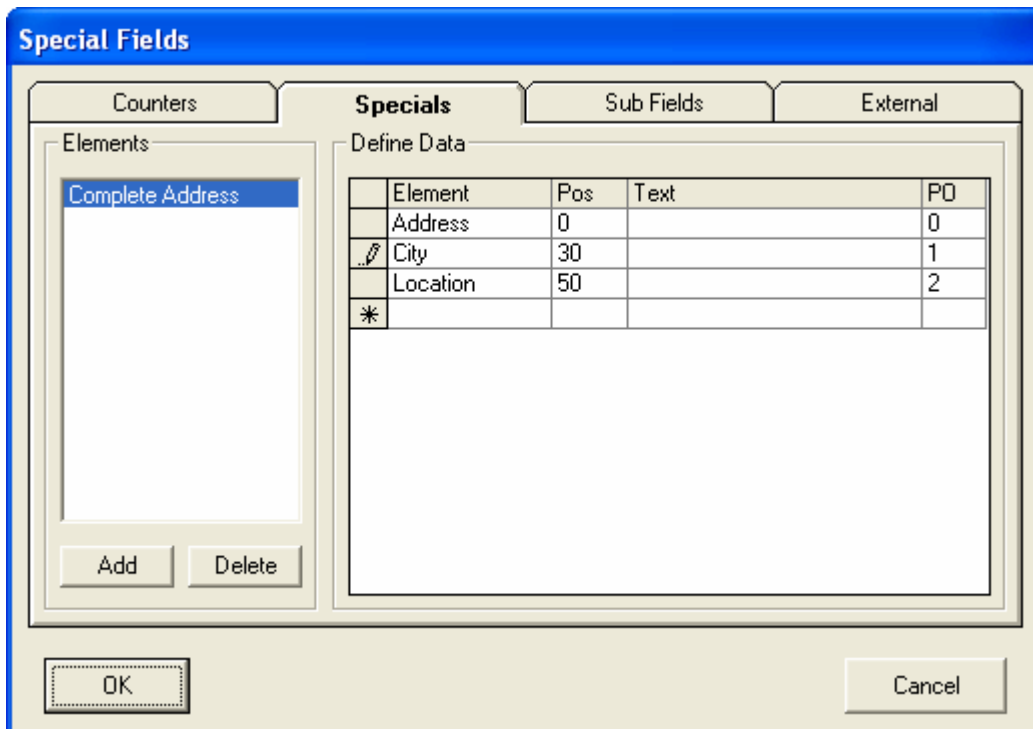 Special Fields
Counters Specials Sub Fields External
Elements Define Data
Complete Address
Element Pos Text PO
Address 0 0
City 30 1
Location 50 2
Add Delete
OK Cancel